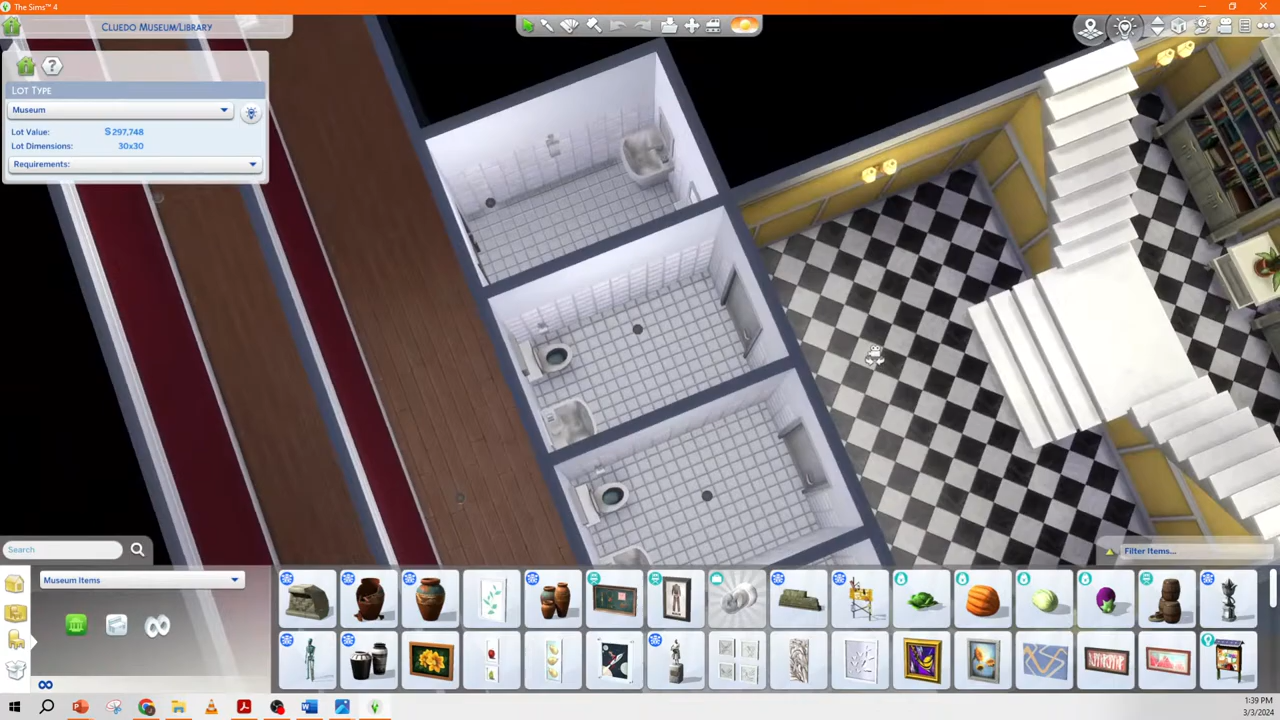 The Sims™ 4
Cluedo Museum/Library
Lot Type
Museum
Lot Value: §297,748
Lot Dimensions: 30x30
Requirements:
Search
Filter Items...
Museum Items
1:39 PM
3/3/2024